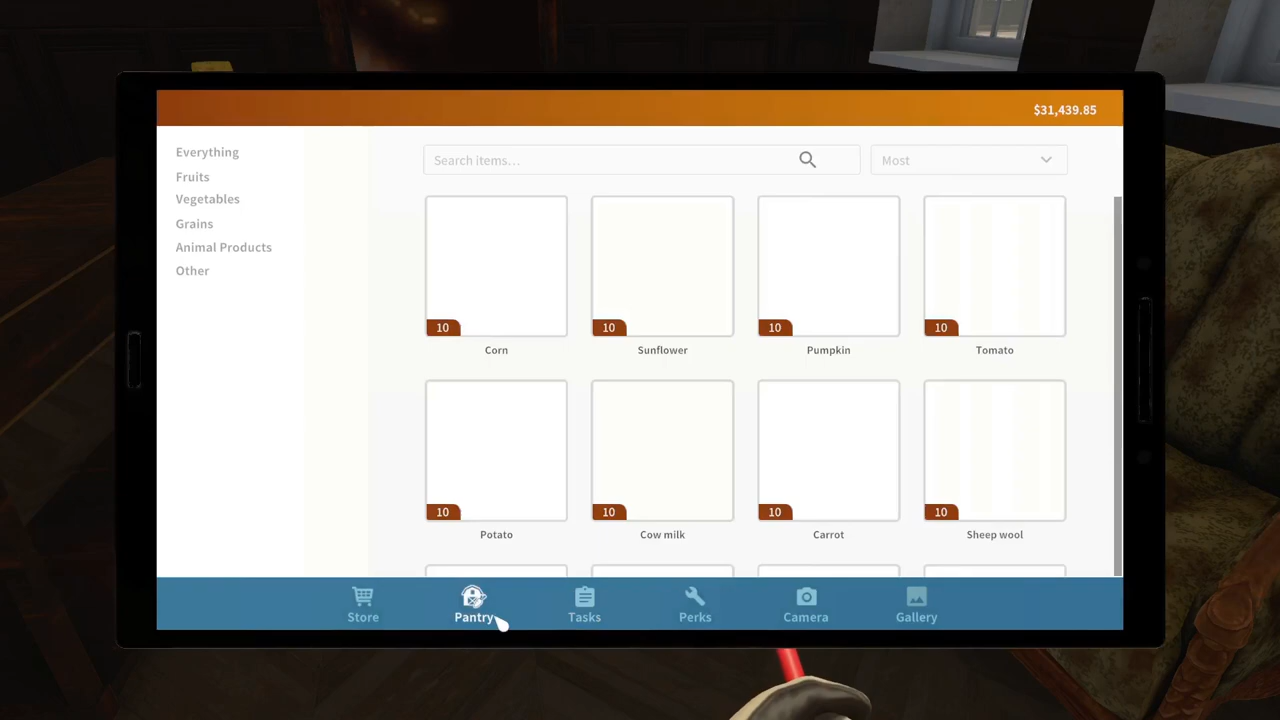 $31,439.85
Everything
Fruits
Vegetables
Grains
Animal Products
Other
Search items...
Most
10
10
10
10
Corn
Sunflower
Pumpkin
Tomato
10
10
10
10
Potato
Cow milk
Carrot
Sheep wool
Store
Pantry
Tasks
Perks
Camera
Gallery